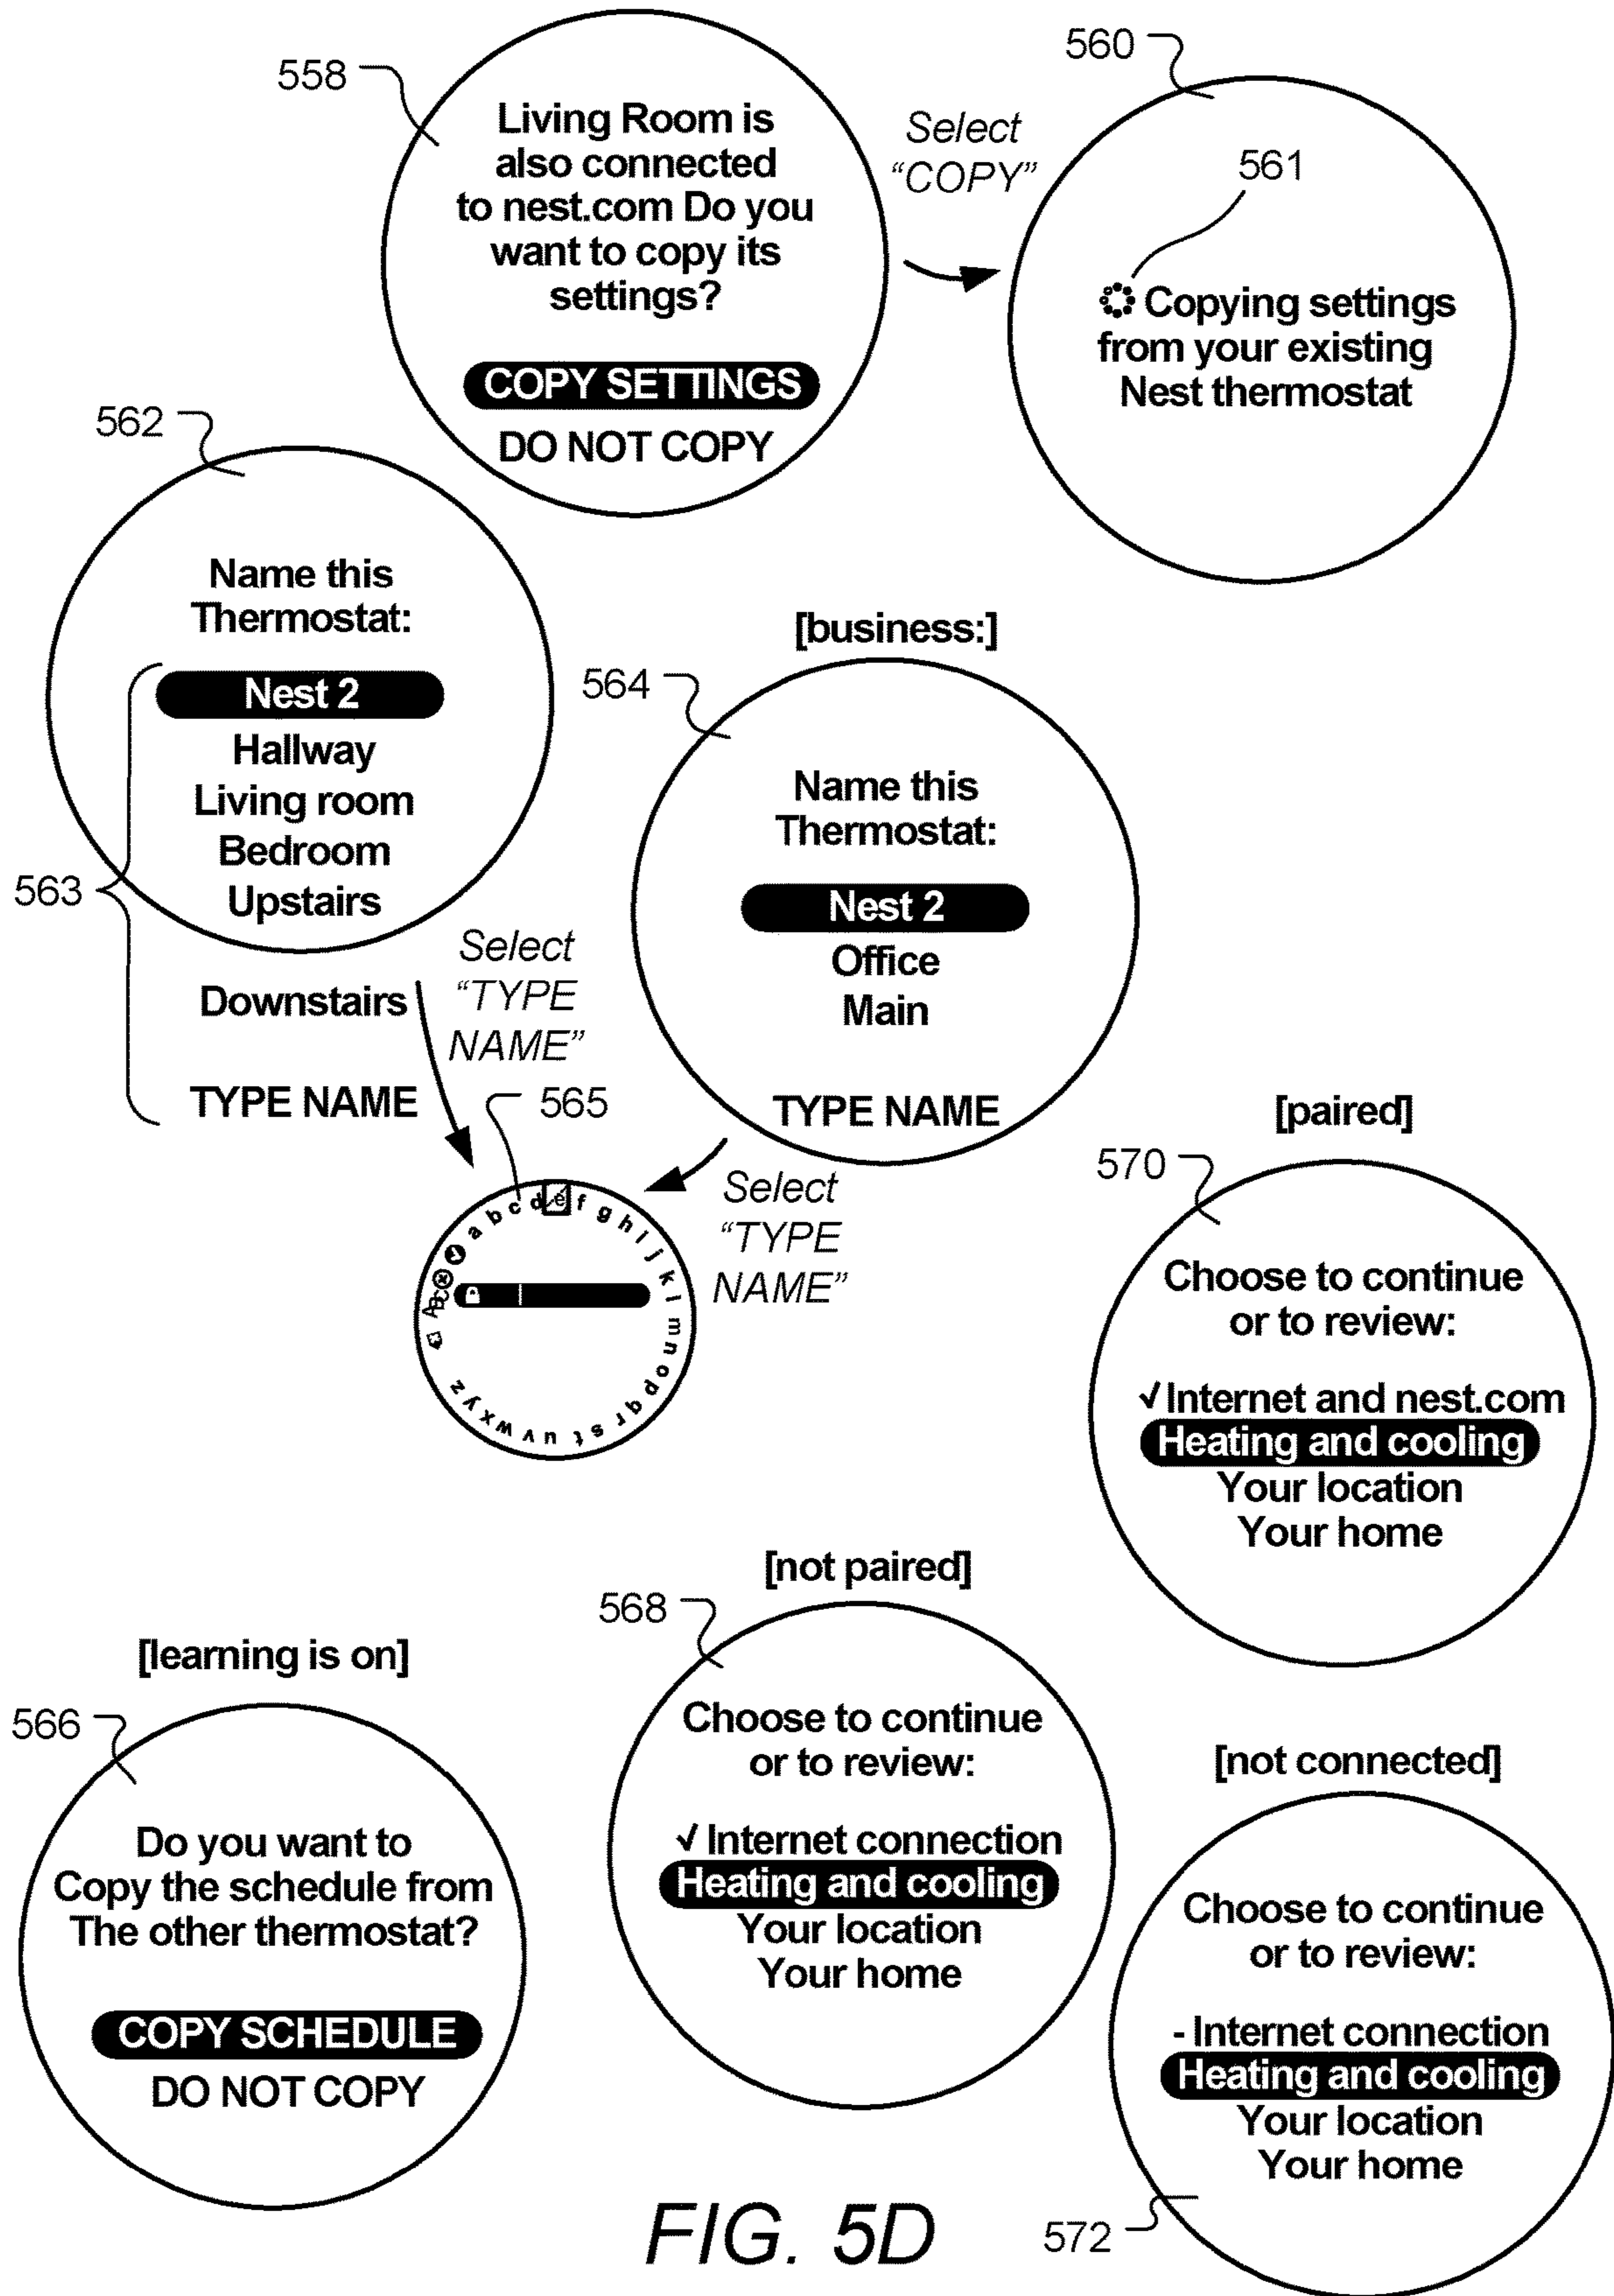 558
Living Room is
also connected
to nest.com Do you
want to copy its
settings?
COPY SETTINGS
DO NOT COPY
Select
“COPY”
560
561
Copying settings
from your existing
Nest thermostat
562
Name this
Thermostat:
Nest 2
Hallway
Living room
Bedroom
Upstairs
Downstairs
TYPE NAME
563
Select
“TYPE
NAME”
[business:]
564
Name this
Thermostat:
Nest 2
Office
Main
TYPE NAME
Select
“TYPE
NAME”
565
a b c d e f g h i j k l m n o p q r s t u v w x y z
ABC
[paired]
570
Choose to continue
or to review:
✓Internet and nest.com
Heating and cooling
Your location
Your home
[not paired]
568
Choose to continue
or to review:
✓ Internet connection
Heating and cooling
Your location
Your home
[learning is on]
566
Do you want to
Copy the schedule from
The other thermostat?
COPY SCHEDULE
DO NOT COPY
[not connected]
Choose to continue
or to review:
- Internet connection
Heating and cooling
Your location
Your home
572
FIG. 5D